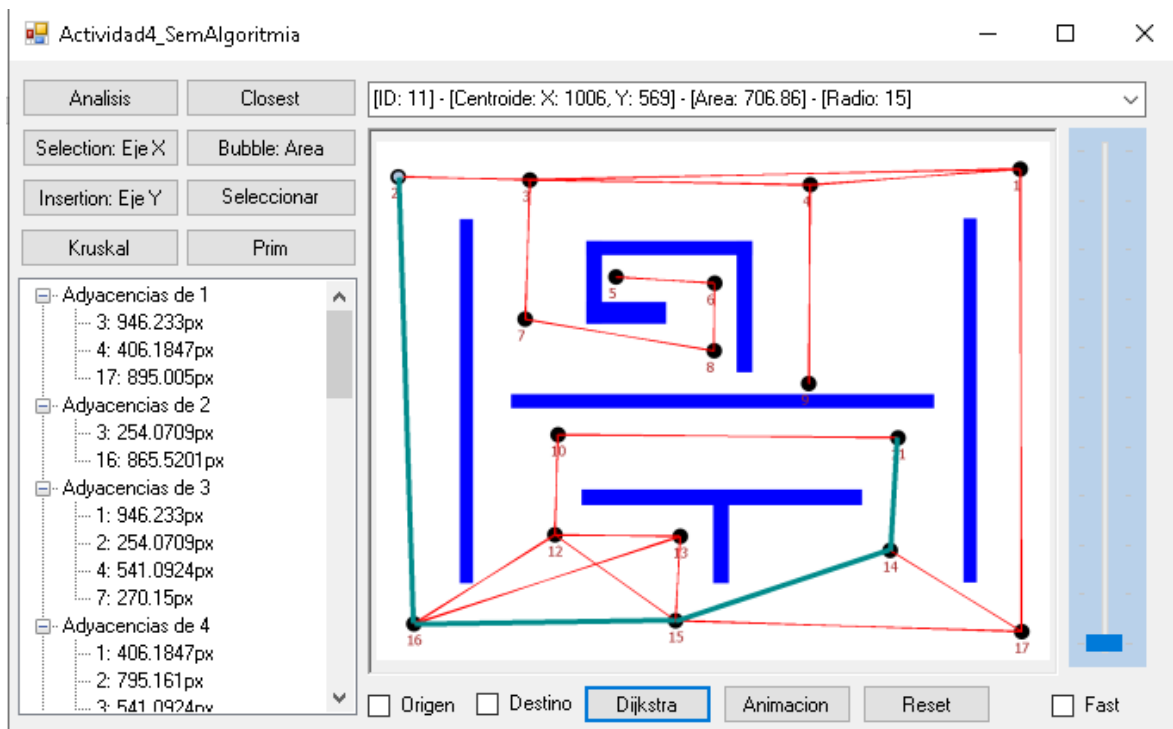 Actividad4_SemAlgoritmia
Analisis
Closest
[ID: 11] - [Centroide: X: 1006, Y: 569] - [Area: 706.86] - [Radio: 15]
Selection: Eje X
Bubble: Area
Insertion: Eje Y
Seleccionar
Kruskal
Prim
Adyacencias de 1
3: 946.233px
4: 406.1847px
17: 895.005px
Adyacencias de 2
3: 254.0709px
16: 865.5201px
Adyacencias de 3
1: 946.233px
2: 254.0709px
4: 541.0924px
7: 270.15px
Adyacencias de 4
1: 406.1847px
2: 795.161px
3: 541.0924px
2
3
4
1
5
6
7
8
9
10
11
12
13
14
16
15
17
Origen
Destino
Dijkstra
Animacion
Reset
Fast